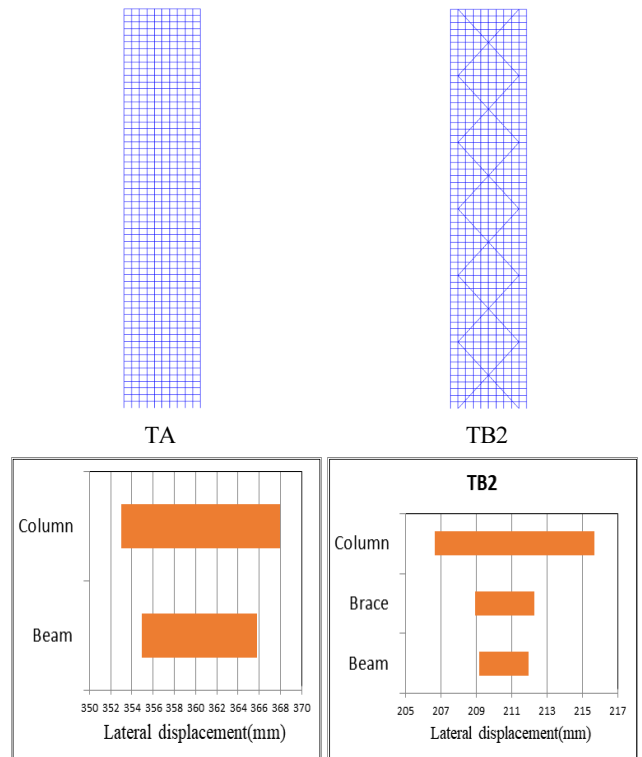 TA
TB2
Column
Beam
350 352 354 356 358 360 362 364 366 368 370
Lateral displacement(mm)
TB2
Column
Brace
Beam
205 207 209 211 213 215 217
Lateral displacement(mm)